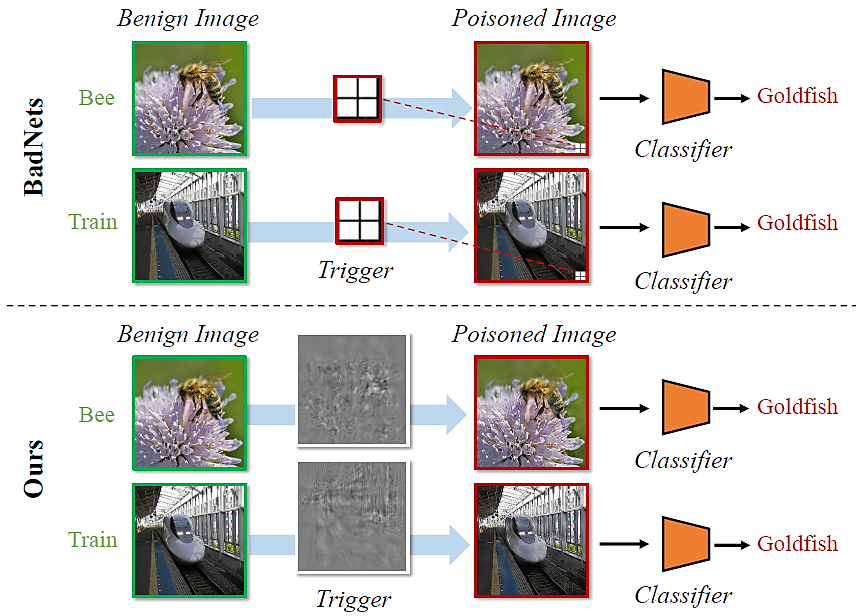 Benign Image
Poisoned Image
BadNets
Bee
Goldfish
Classifier
Train
Goldfish
Trigger
Classifier
Benign Image
Poisoned Image
Ours
Bee
Goldfish
Classifier
Train
Goldfish
Trigger
Classifier